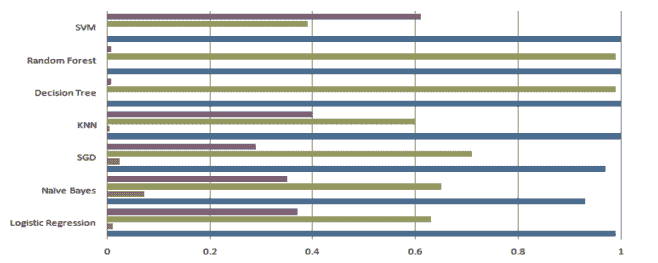 SVM
Random Forest
Decision Tree
KNN
SGD
Naïve Bayes
Logistic Regression
0 0.2 0.4 0.6 0.8 1